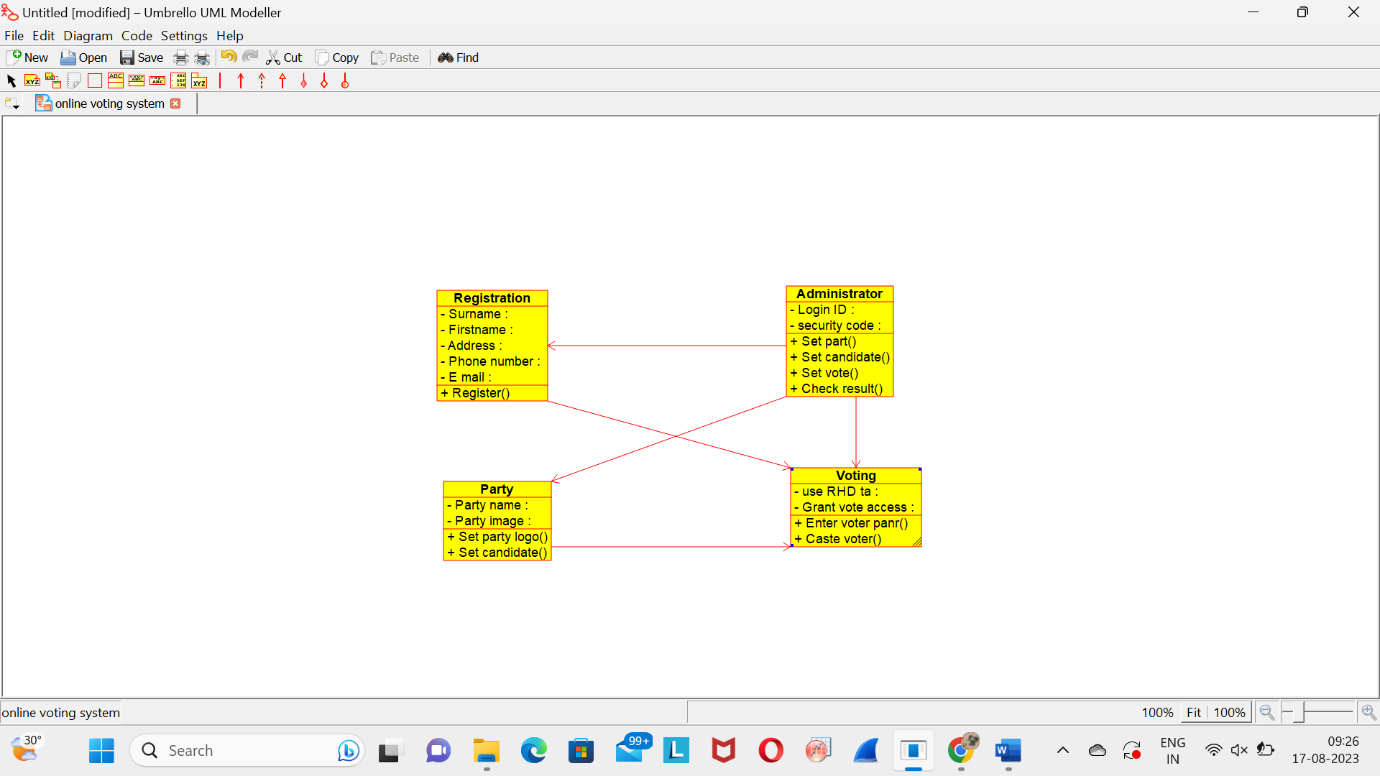 Untitled [modified] – Umbrello UML Modeller
File Edit Diagram Code Settings Help
New Open Save Cut Copy Paste Find
online voting system
Registration
- Surname :
- Firstname :
- Address :
- Phone number :
- E mail :
+ Register()
Administrator
- Login ID :
- security code :
+ Set part()
+ Set candidate()
+ Set vote()
+ Check result()
Party
- Party name :
- Party image :
+ Set party logo()
+ Set candidate()
Voting
- use RHD ta :
- Grant vote access :
+ Enter voter panr()
+ Caste voter()
online voting system
100% Fit 100%
30°
Search
99+
ENG
IN
09:26
17-08-2023